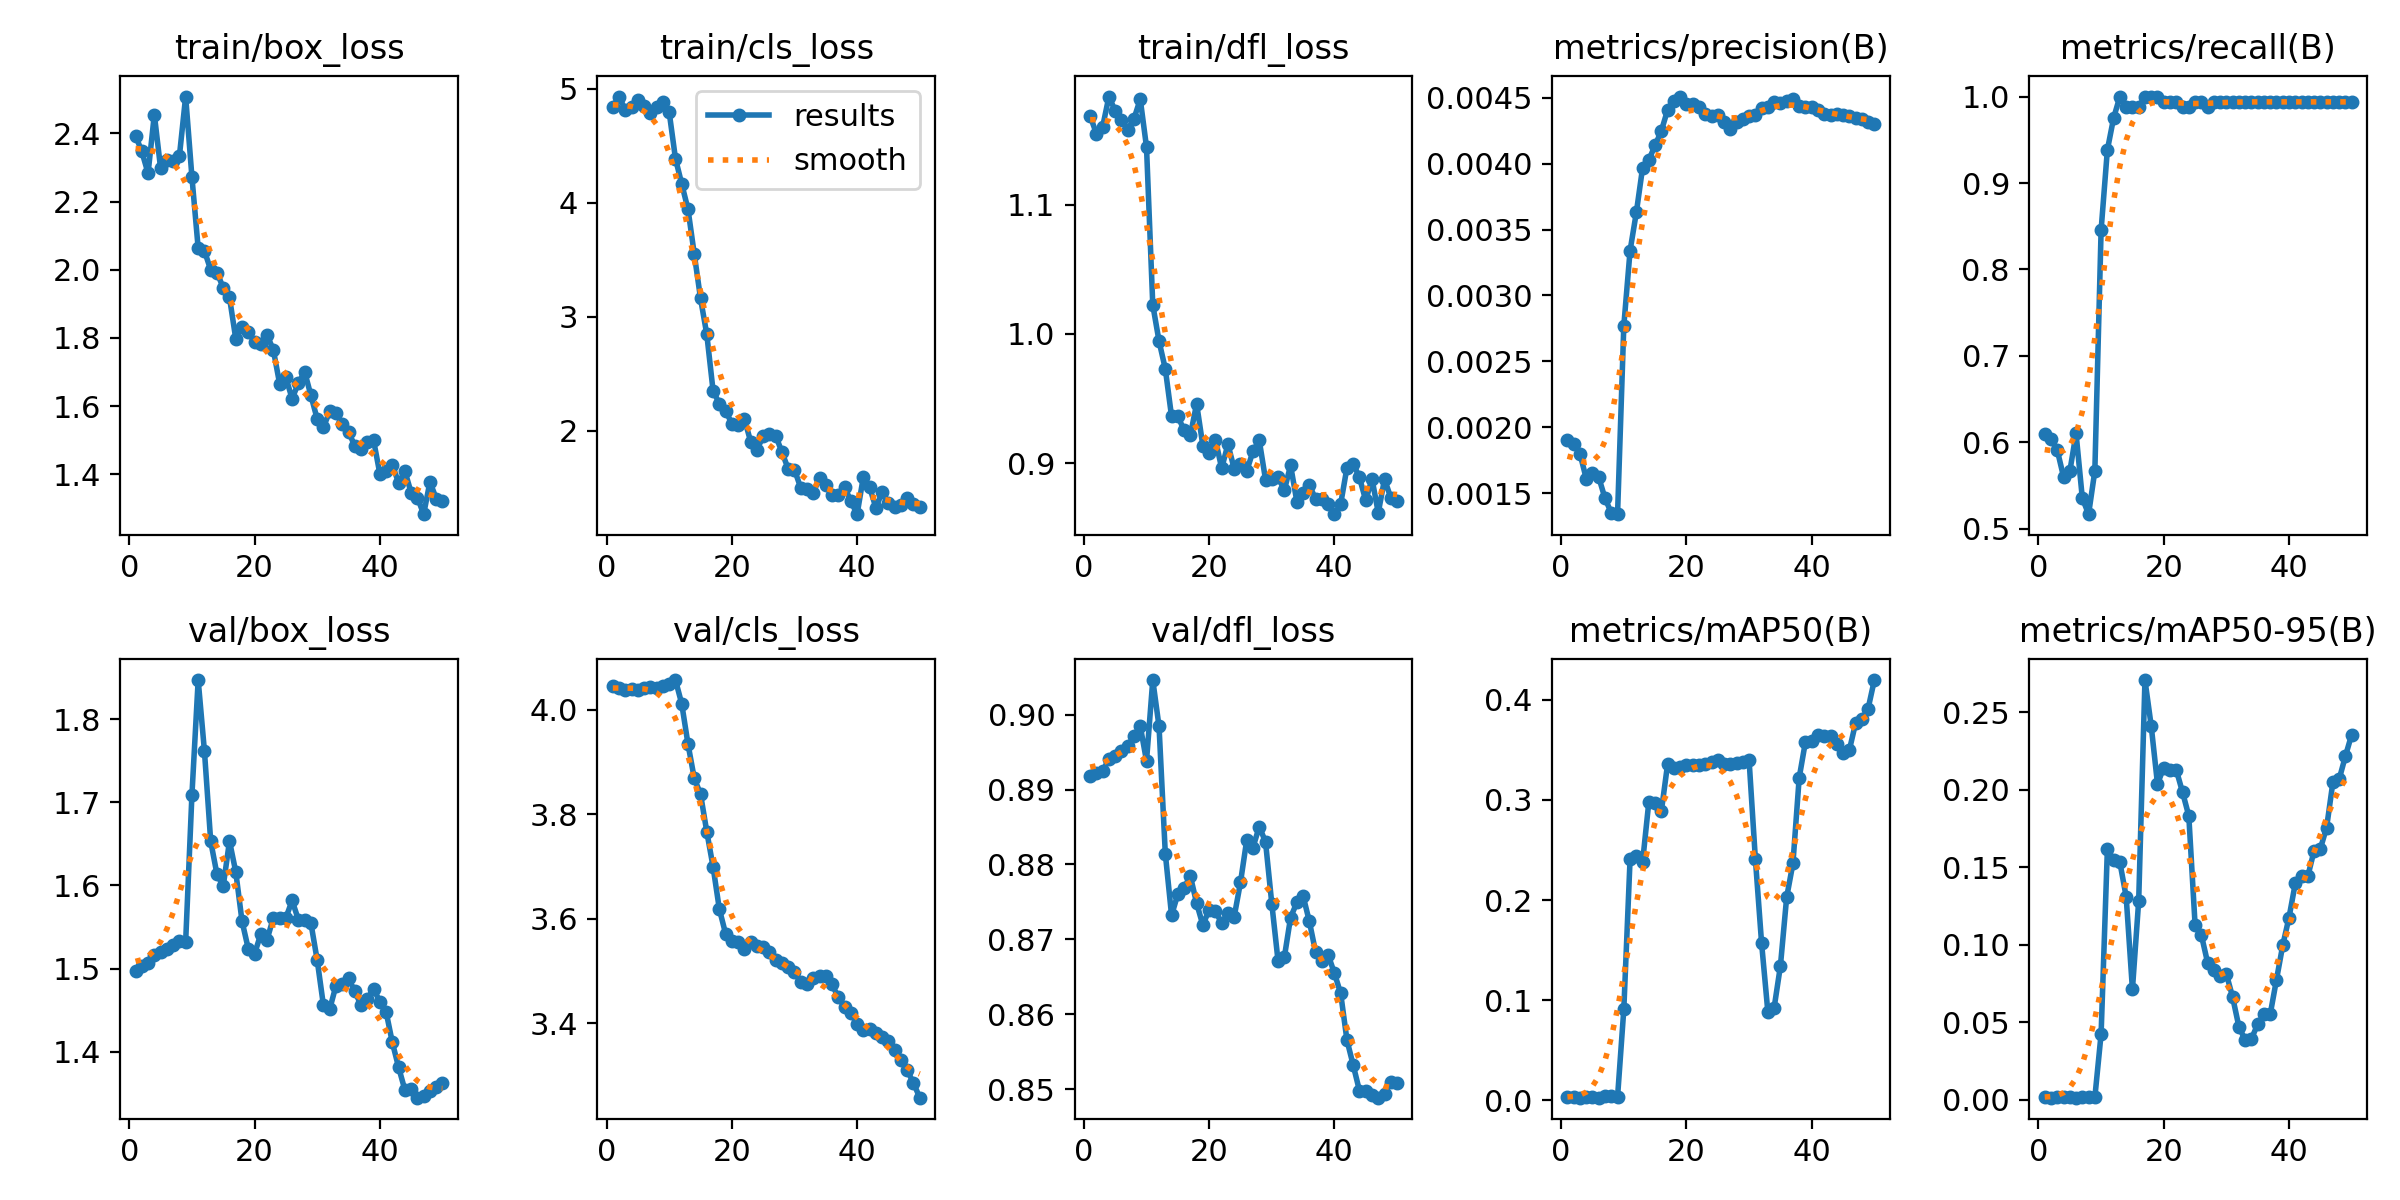 train/box_loss
train/cls_loss
train/dfl_loss
metrics/precision(B)
metrics/recall(B)
2.4
2.2
2.0
1.8
1.6
1.4
0 20 40
5
4
3
2
0 20 40
results
smooth
1.1
1.0
0.9
0 20 40
0.0045
0.0040
0.0035
0.0030
0.0025
0.0020
0.0015
0 20 40
1.0
0.9
0.8
0.7
0.6
0.5
0 20 40
val/box_loss
val/cls_loss
val/dfl_loss
metrics/mAP50(B)
metrics/mAP50-95(B)
1.8
1.7
1.6
1.5
1.4
0 20 40
4.0
3.8
3.6
3.4
0 20 40
0.90
0.89
0.88
0.87
0.86
0.85
0 20 40
0.4
0.3
0.2
0.1
0.0
0 20 40
0.25
0.20
0.15
0.10
0.05
0.00
0 20 40